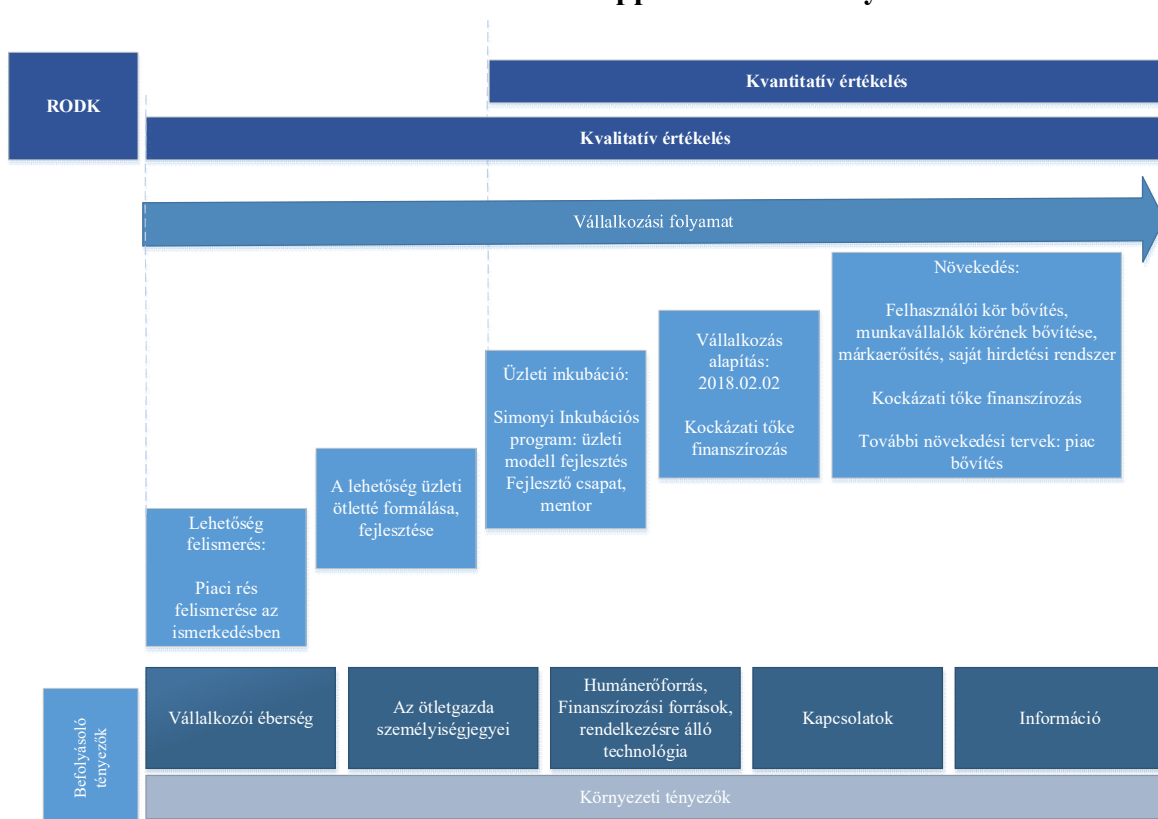 RODK
Kvantitatív értékelés
Kvalitatív értékelés
Vállalkozási folyamat
Lehetőség
felismerés:
Piaci rés
felismerése az
ismerkedésben
A lehetőség üzleti
ötletté formálása,
fejlesztése
Üzleti inkubáció:
Simonyi Inkubációs
program: üzleti
modell fejlesztés
Fejlesztő csapat,
mentor
Vállalkozás
alapítás:
2018.02.02
Kockázati tőke
finanszírozás
Növekedés:
Felhasználói kör bővítés,
munkavállalók körének bővítése,
márkaerősítés, saját hirdetési rendszer
Kockázati tőke finanszírozás
További növekedési tervek: piac
bővítés
Befolyásoló
tényezők
Vállalkozói éberség
Az ötletgazda
személyiségjegyei
Humánerőforrás,
Finanszírozási források,
rendelkezésre álló
technológia
Kapcsolatok
Információ
Környezeti tényezők